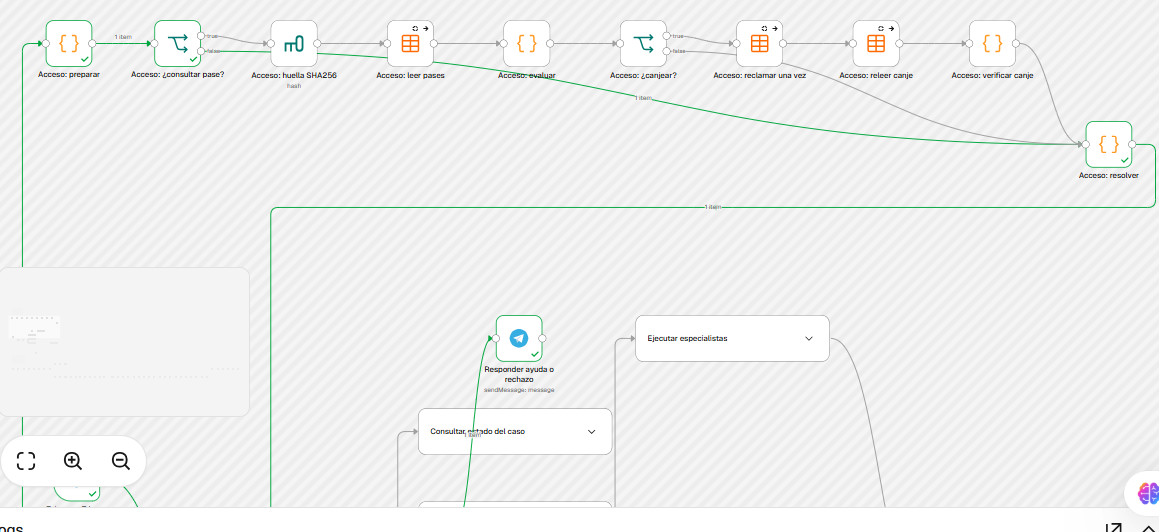 1 item
true
false
true
false
Acceso: preparar
Acceso: ¿consultar pase?
Acceso: huella SHA256
hash
Acceso: leer pases
Acceso: evaluar
Acceso: ¿canjear?
Acceso: reclamar una vez
Acceso: releer canje
Acceso: verificar canje
1 item
Acceso: resolver
1 item
Ejecutar especialistas
Responder ayuda o
rechazo
sendMessage: message
Consultar estado del caso
1 item
ogs